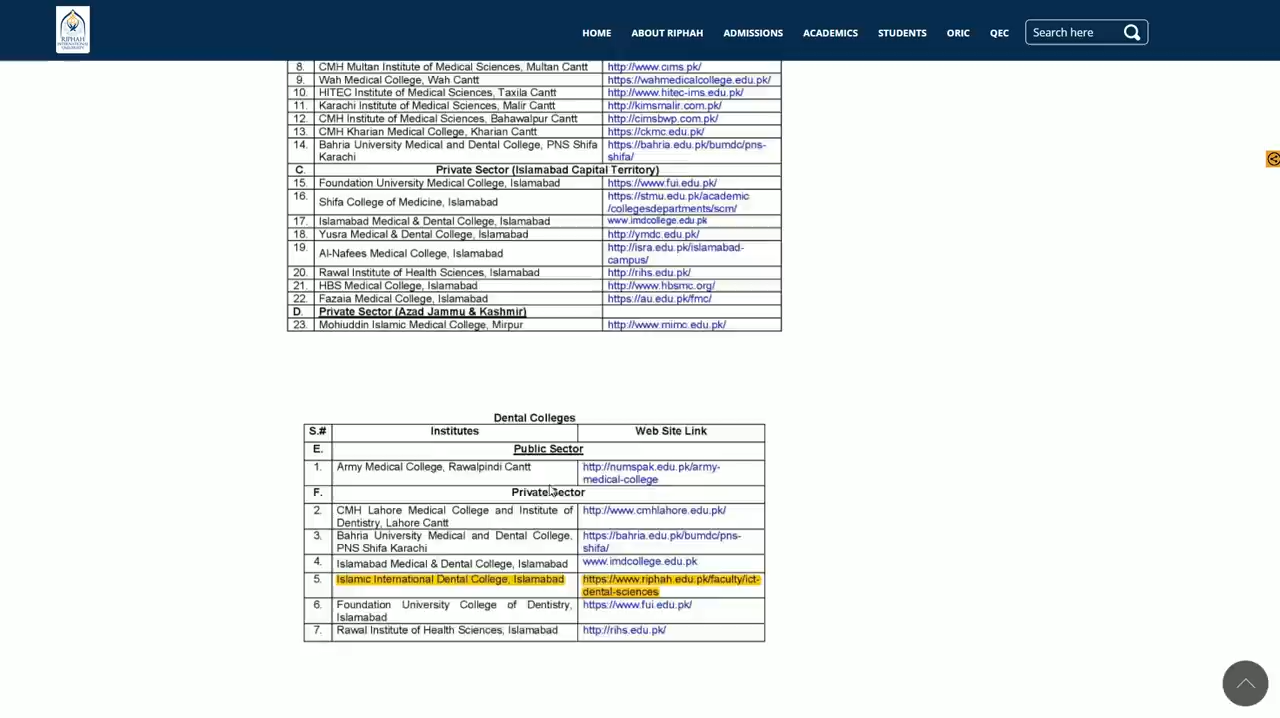 RIPHAH
INTERNATIONAL
UNIVERSITY
HOME ABOUT RIPHAH ADMISSIONS ACADEMICS STUDENTS ORIC QEC Search here
8. CMH Multan Institute of Medical Sciences, Multan Cantt http://www.cims.pk/
9. Wah Medical College, Wah Cantt https://wahmedicalcollege.edu.pk/
10. HITEC Institute of Medical Sciences, Taxila Cantt http://www.hitec-ims.edu.pk/
11. Karachi Institute of Medical Sciences, Malir Cantt http://kimsmalir.com.pk/
12. CMH Institute of Medical Sciences, Bahawalpur Cantt http://cimsbwp.com.pk/
13. CMH Kharian Medical College, Kharian Cantt https://ckmc.edu.pk/
14. Bahria University Medical and Dental College, PNS Shifa https://bahria.edu.pk/bumdc/pns-
Karachi shifa/
C. Private Sector (Islamabad Capital Territory)
15. Foundation University Medical College, Islamabad https://www.fui.edu.pk/
16. Shifa College of Medicine, Islamabad https://stmu.edu.pk/academic
/collegesdepartments/scm/
17. Islamabad Medical & Dental College, Islamabad www.imdcollege.edu.pk
18. Yusra Medical & Dental College, Islamabad http://ymdc.edu.pk/
19. Al-Nafees Medical College, Islamabad http://isra.edu.pk/islamabad-
campus/
20. Rawal Institute of Health Sciences, Islamabad http://rihs.edu.pk/
21. HBS Medical College, Islamabad http://www.hbsmc.org/
22. Fazaia Medical College, Islamabad https://au.edu.pk/fmc/
D. Private Sector (Azad Jammu & Kashmir)
23. Mohiuddin Islamic Medical College, Mirpur http://www.mimc.edu.pk/
Dental Colleges
S.# Institutes Web Site Link
E. Public Sector
1. Army Medical College, Rawalpindi Cantt http://numspak.edu.pk/army-
medical-college
F. Private Sector
2. CMH Lahore Medical College and Institute of http://www.cmhlahore.edu.pk/
Dentistry, Lahore Cantt
3. Bahria University Medical and Dental College, https://bahria.edu.pk/bumdc/pns-
PNS Shifa Karachi shifa/
4. Islamabad Medical & Dental College, Islamabad www.imdcollege.edu.pk
5. Islamic International Dental College, Islamabad https://www.riphah.edu.pk/faculty/ict-
dental-sciences
6. Foundation University College of Dentistry, https://www.fui.edu.pk/
Islamabad
7. Rawal Institute of Health Sciences, Islamabad http://rihs.edu.pk/